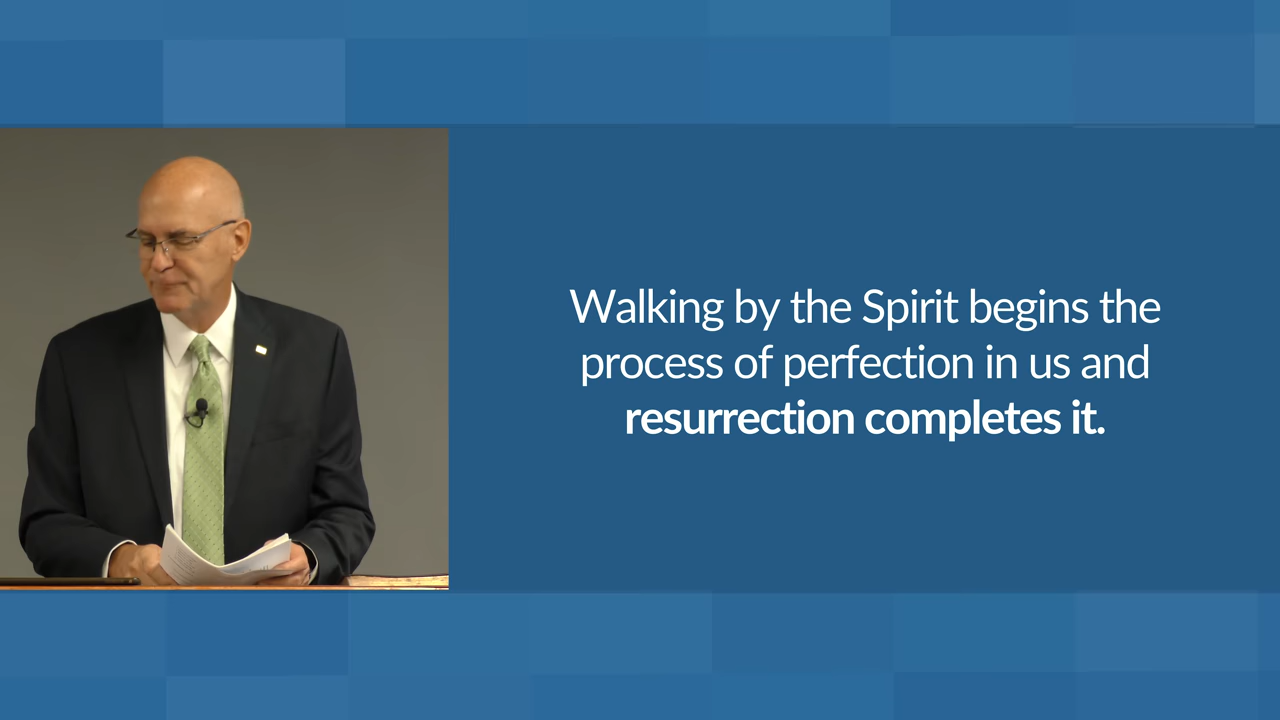 Walking by the Spirit begins the
process of perfection in us and
resurrection completes it.